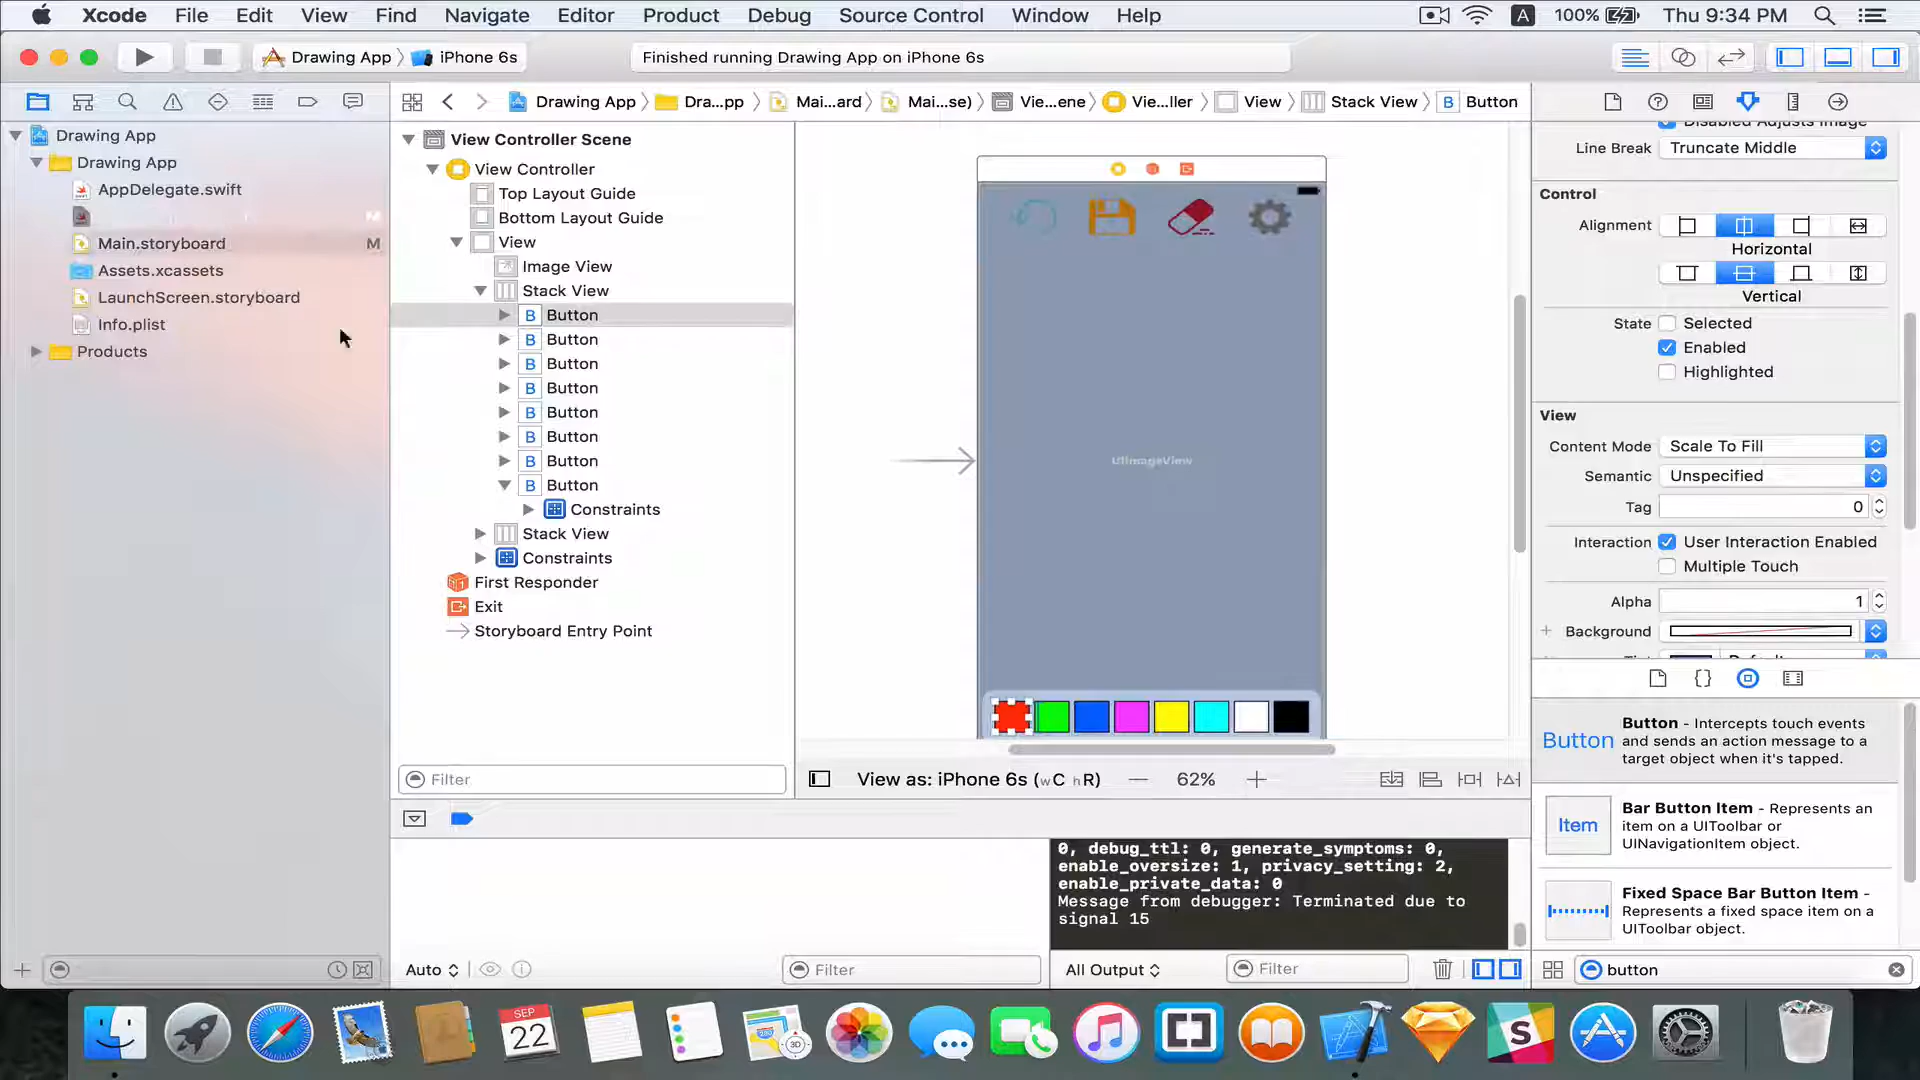 Xcode File Edit View Find Navigate Editor Product Debug Source Control Window Help A 100% Thu 9:34 PM
Drawing App iPhone 6s Finished running Drawing App on iPhone 6s
Drawing App Dra...pp Mai...ard Mai...se) Vie...ene Vie...ller View Stack View B Button
Drawing App
Drawing App
AppDelegate.swift
M
Main.storyboard M
Assets.xcassets
LaunchScreen.storyboard
Info.plist
Products
View Controller Scene
View Controller
Top Layout Guide
Bottom Layout Guide
View
Image View
Stack View
B Button
B Button
B Button
B Button
B Button
B Button
B Button
B Button
Constraints
Stack View
Constraints
First Responder
Exit
Storyboard Entry Point
Filter
UIImageView
View as: iPhone 6s (wC hR) 62%
Disabled Adjusts Image
Line Break Truncate Middle
Control
Alignment
Horizontal
Vertical
State Selected
Enabled
Highlighted
View
Content Mode Scale To Fill
Semantic Unspecified
Tag 0
Interaction User Interaction Enabled
Multiple Touch
Alpha 1
Background
Button Button - Intercepts touch events
and sends an action message to a
target object when it's tapped.
Item Bar Button Item - Represents an
item on a UIToolbar or
UINavigationItem object.
Fixed Space Bar Button Item -
Represents a fixed space item on a
UIToolbar object.
button
0, debug_ttl: 0, generate_symptoms: 0,
enable_oversize: 1, privacy_setting: 2,
enable_private_data: 0
Message from debugger: Terminated due to
signal 15
Auto Filter All Output Filter
SEP
22
3D
S